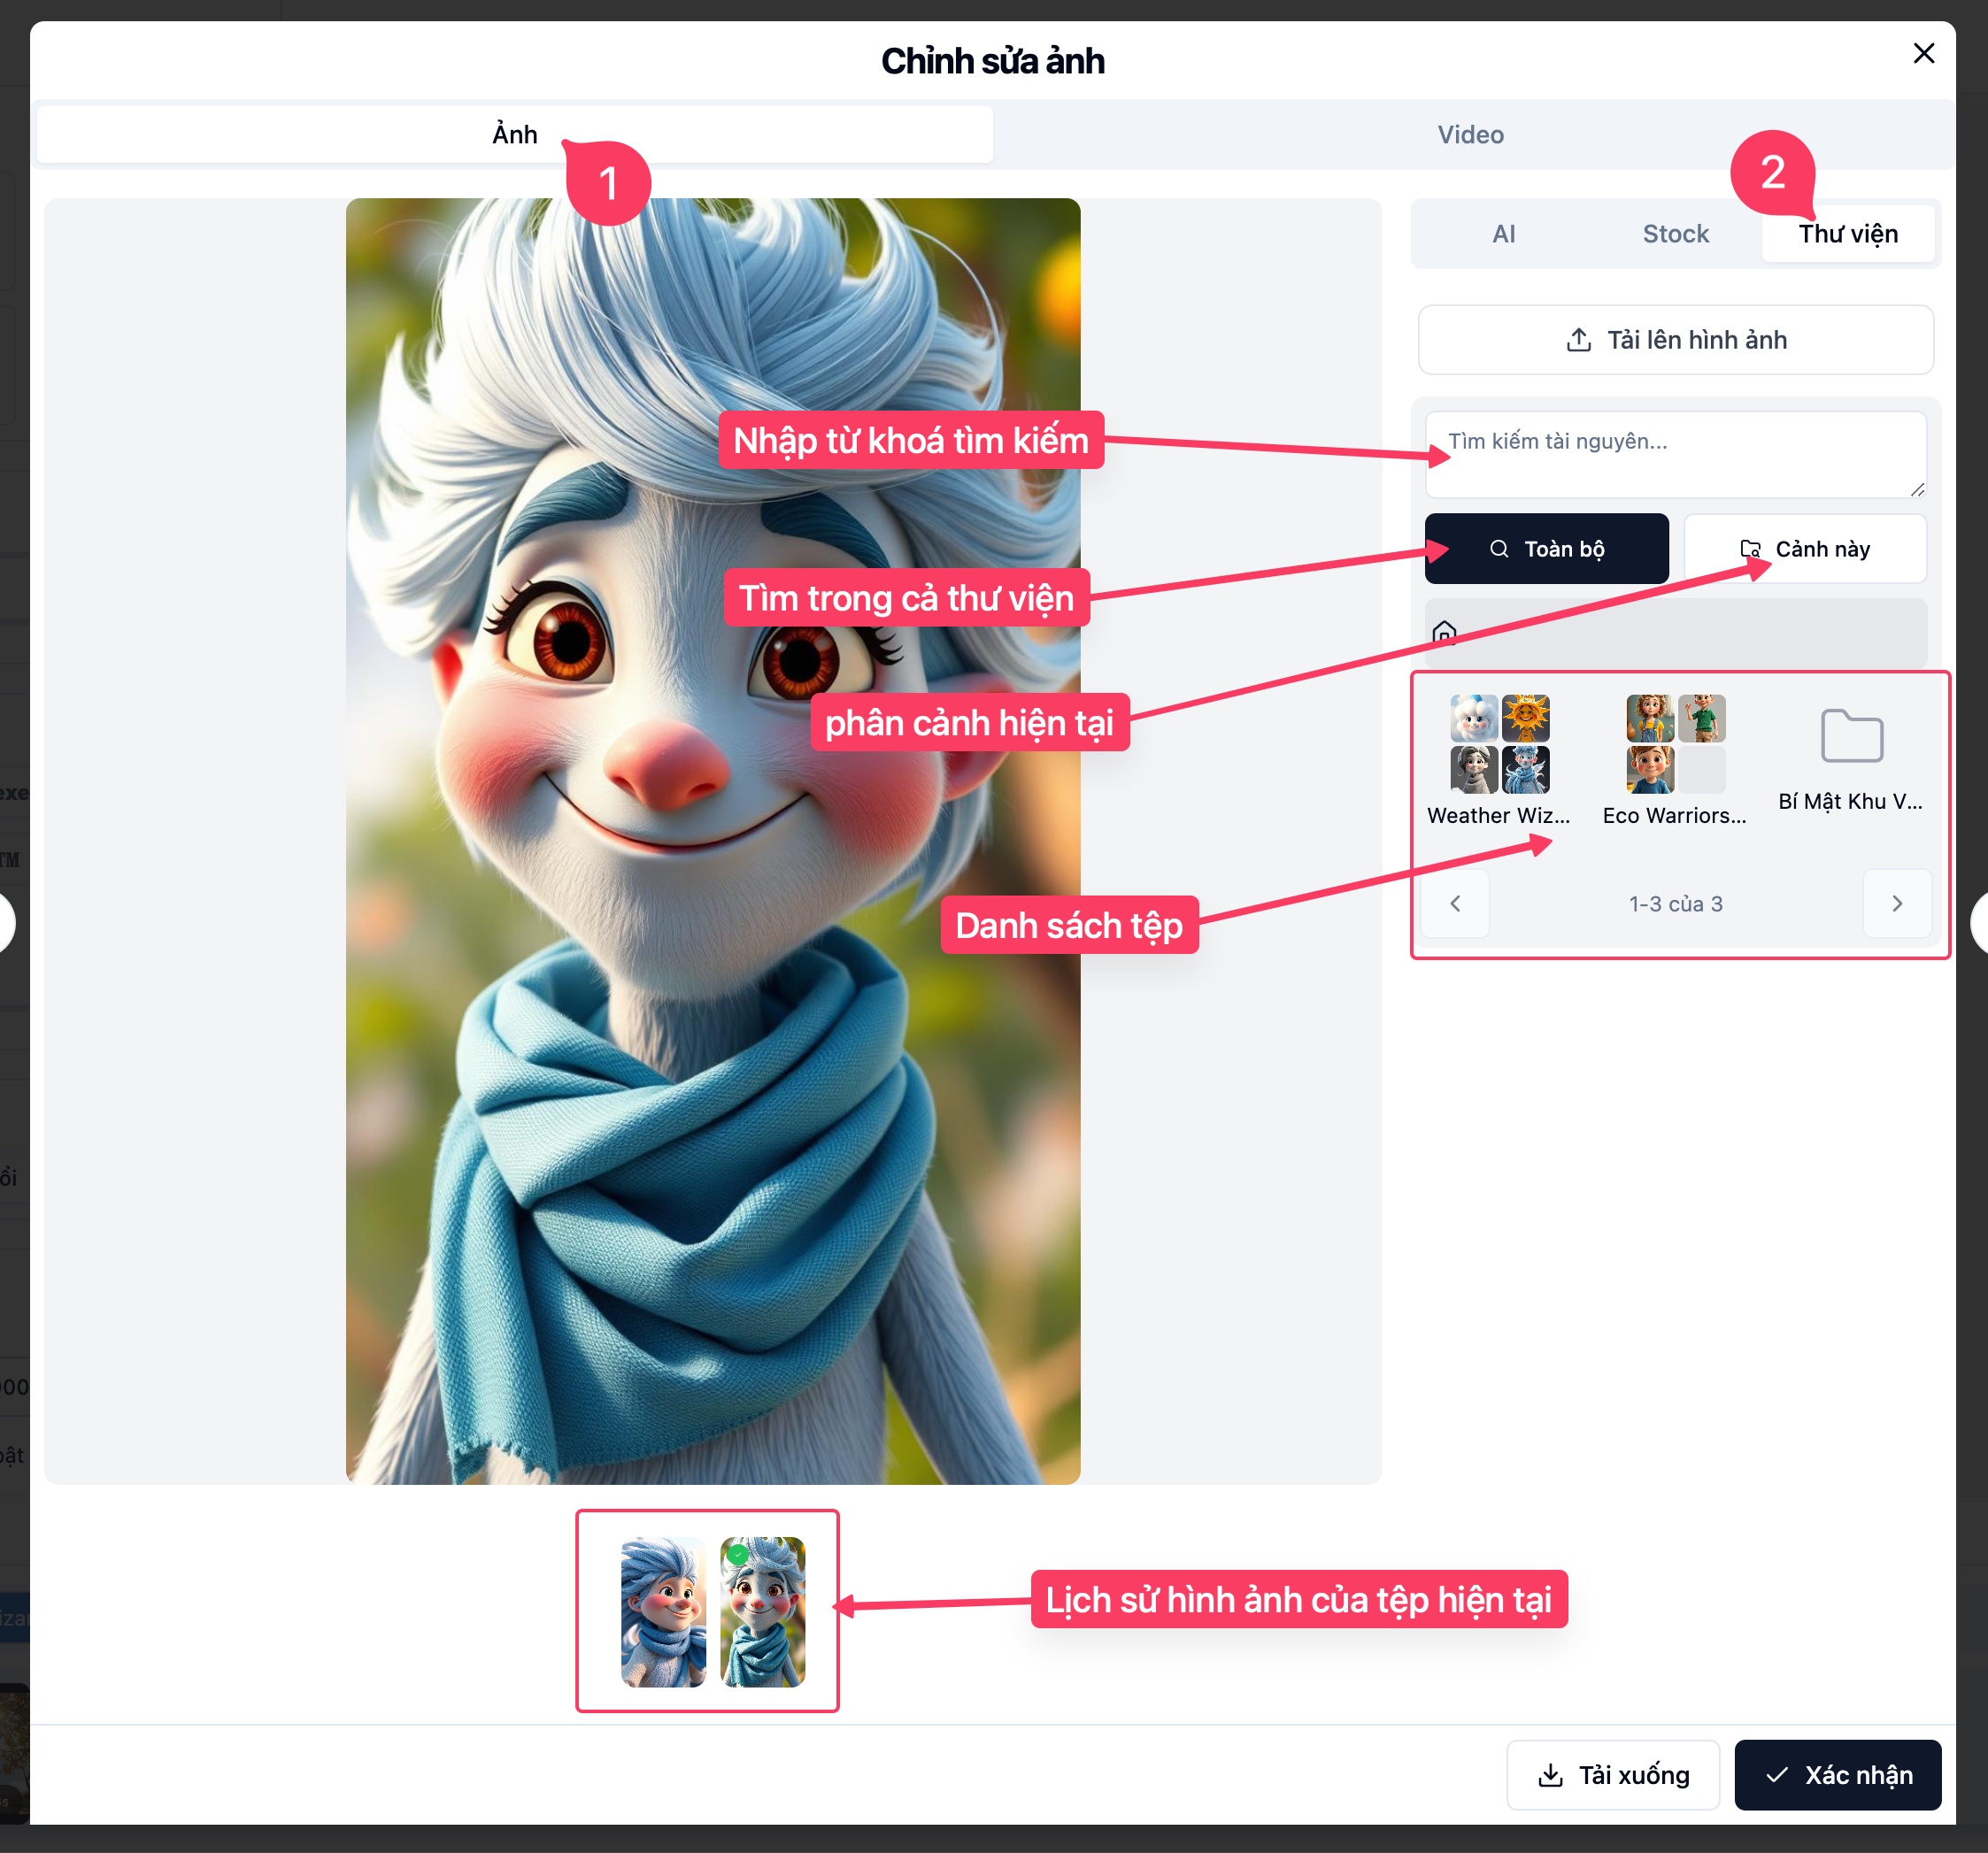 Chỉnh sửa ảnh
Ảnh
Video
1
2
AI
Stock
Thư viện
Tải lên hình ảnh
Nhập từ khoá tìm kiếm
Tìm kiếm tài nguyên...
Toàn bộ
Cảnh này
Tìm trong cả thư viện
phân cảnh hiện tại
Weather Wiz...
Eco Warriors...
Bí Mật Khu V...
Danh sách tệp
1-3 của 3
Lịch sử hình ảnh của tệp hiện tại
Tải xuống
Xác nhận